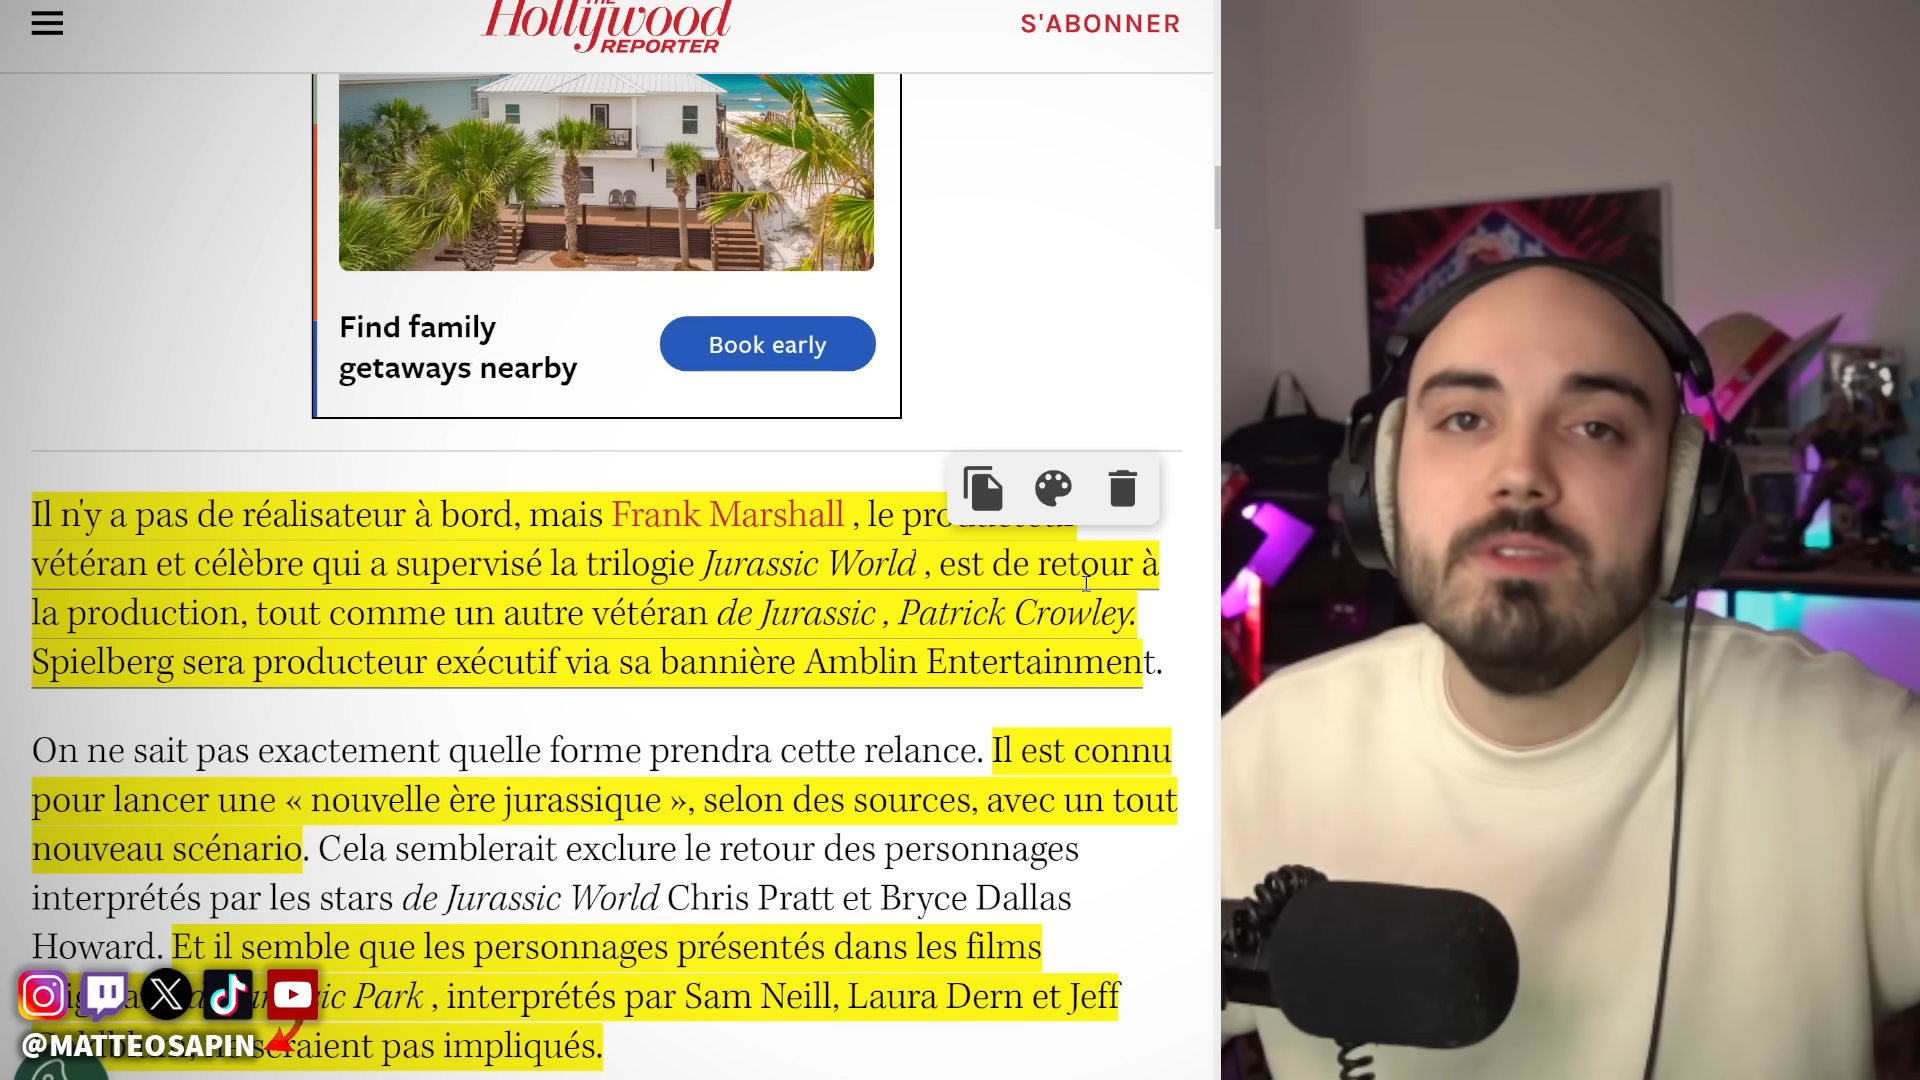 THE
Hollywood
REPORTER
S'ABONNER
Find family
getaways nearby
Book early
Il n'y a pas de réalisateur à bord, mais Frank Marshall , le producteur
vétéran et célèbre qui a supervisé la trilogie Jurassic World , est de retour à
la production, tout comme un autre vétéran de Jurassic , Patrick Crowley.
Spielberg sera producteur exécutif via sa bannière Amblin Entertainment.
On ne sait pas exactement quelle forme prendra cette relance. Il est connu
pour lancer une « nouvelle ère jurassique », selon des sources, avec un tout
nouveau scénario. Cela semblerait exclure le retour des personnages
interprétés par les stars de Jurassic World Chris Pratt et Bryce Dallas
Howard. Et il semble que les personnages présentés dans les films
Park , interprétés par Sam Neill, Laura Dern et Jeff
seraient pas impliqués.
@MATTEOSAPIN